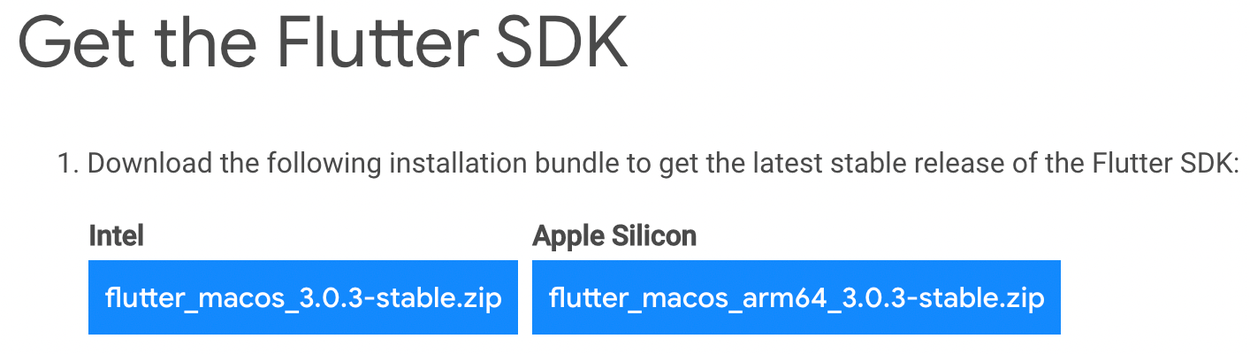 Get the Flutter SDK
1. Download the following installation bundle to get the latest stable release of the Flutter SDK:
Intel Apple Silicon
flutter_macos_3.0.3-stable.zip flutter_macos_arm64_3.0.3-stable.zip